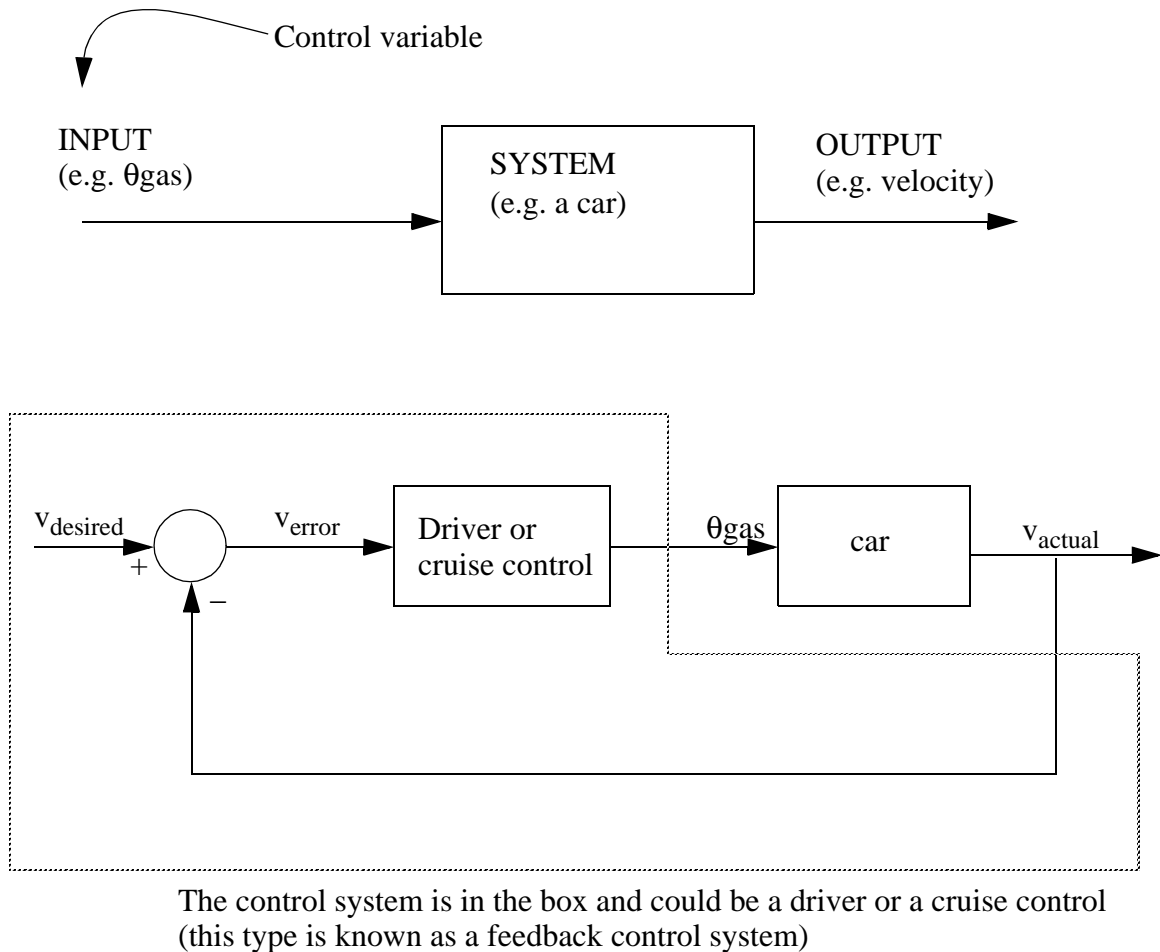 Control variable
INPUT
(e.g. θgas)
SYSTEM
(e.g. a car)
OUTPUT
(e.g. velocity)
vdesired
+
−
verror
Driver or
cruise control
θgas
car
vactual
The control system is in the box and could be a driver or a cruise control
(this type is known as a feedback control system)